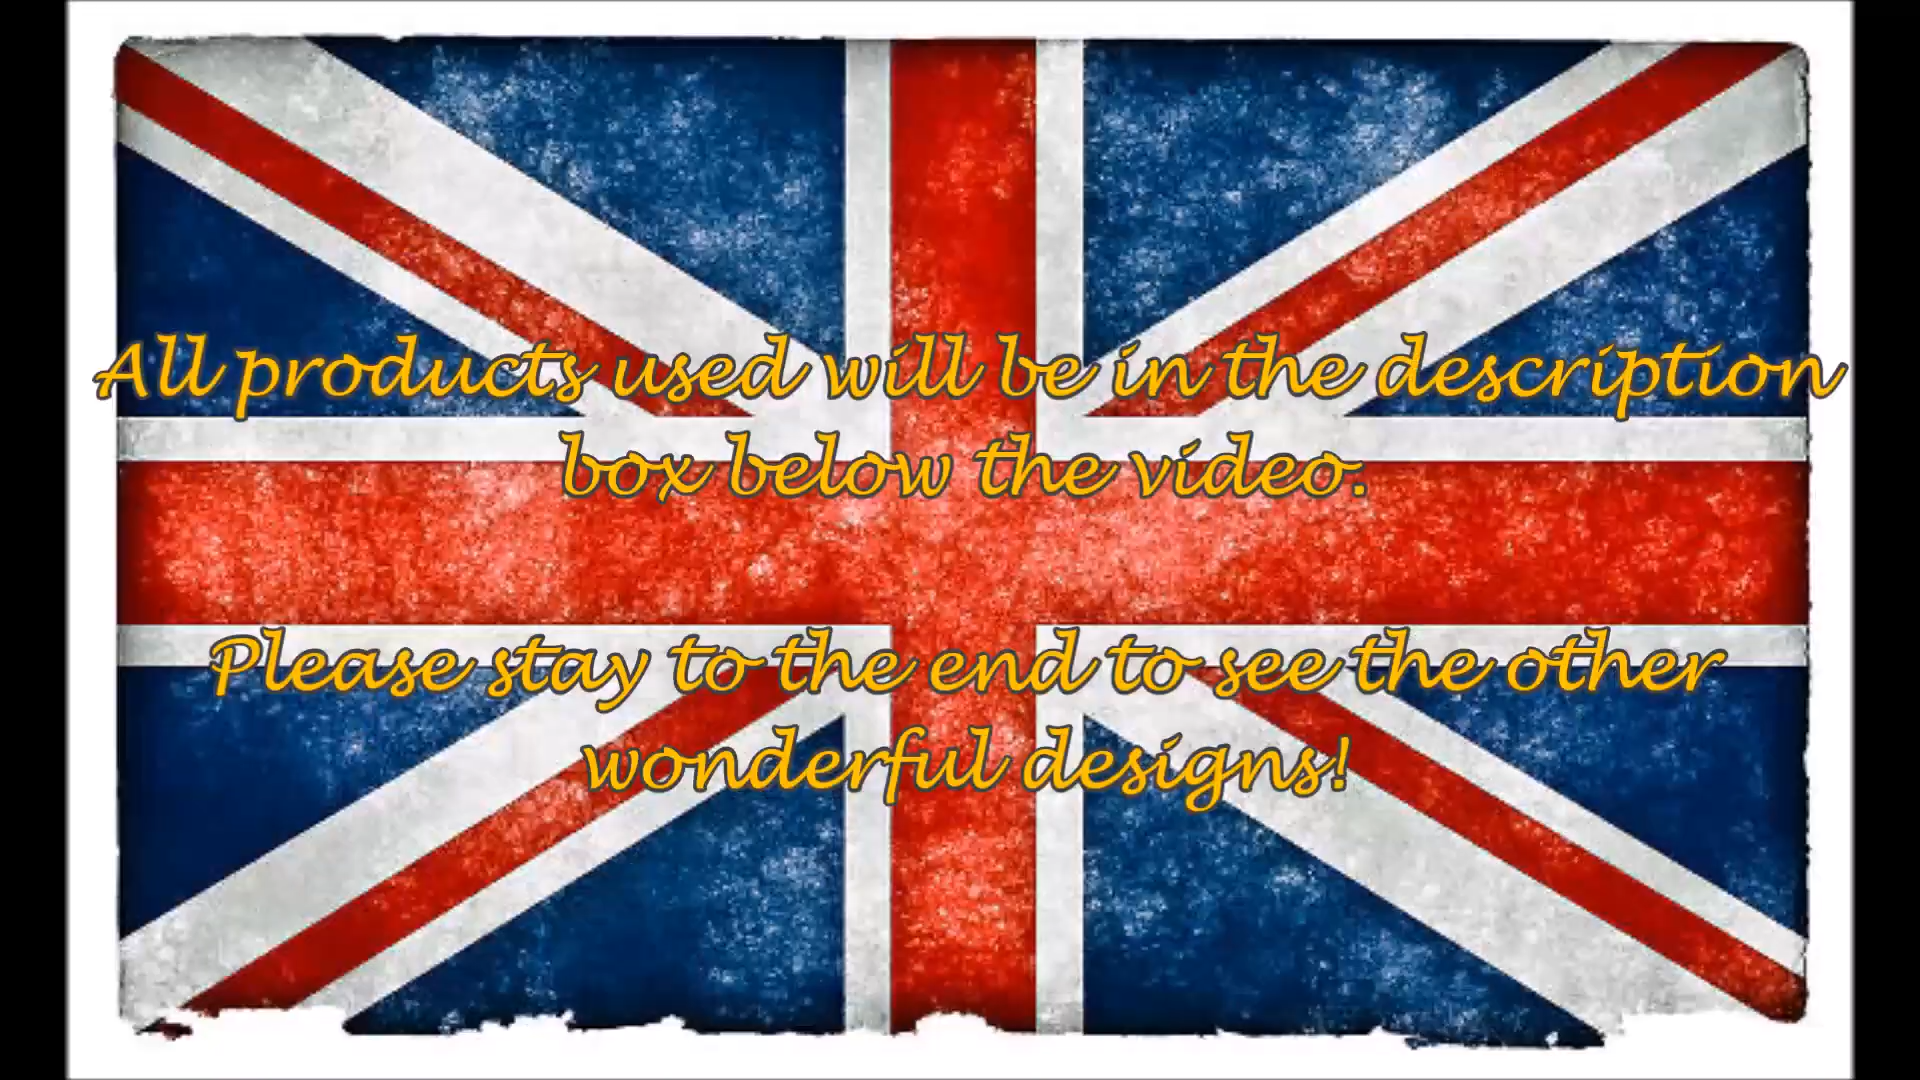 All products used will be in the description
box below the video.
Please stay to the end to see the other
wonderful designs!